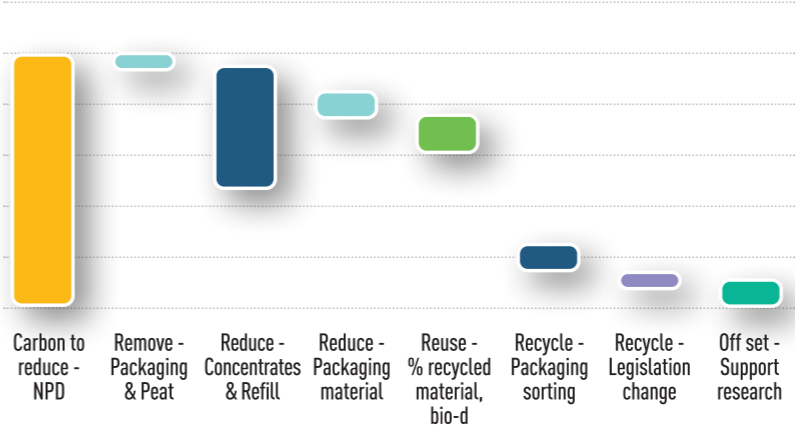 Carbon to
reduce -
NPD
Remove -
Packaging
& Peat
Reduce -
Concentrates
& Refill
Reduce -
Packaging
material
Reuse -
% recycled
material,
bio-d
Recycle -
Packaging
sorting
Recycle -
Legislation
change
Off set -
Support
research